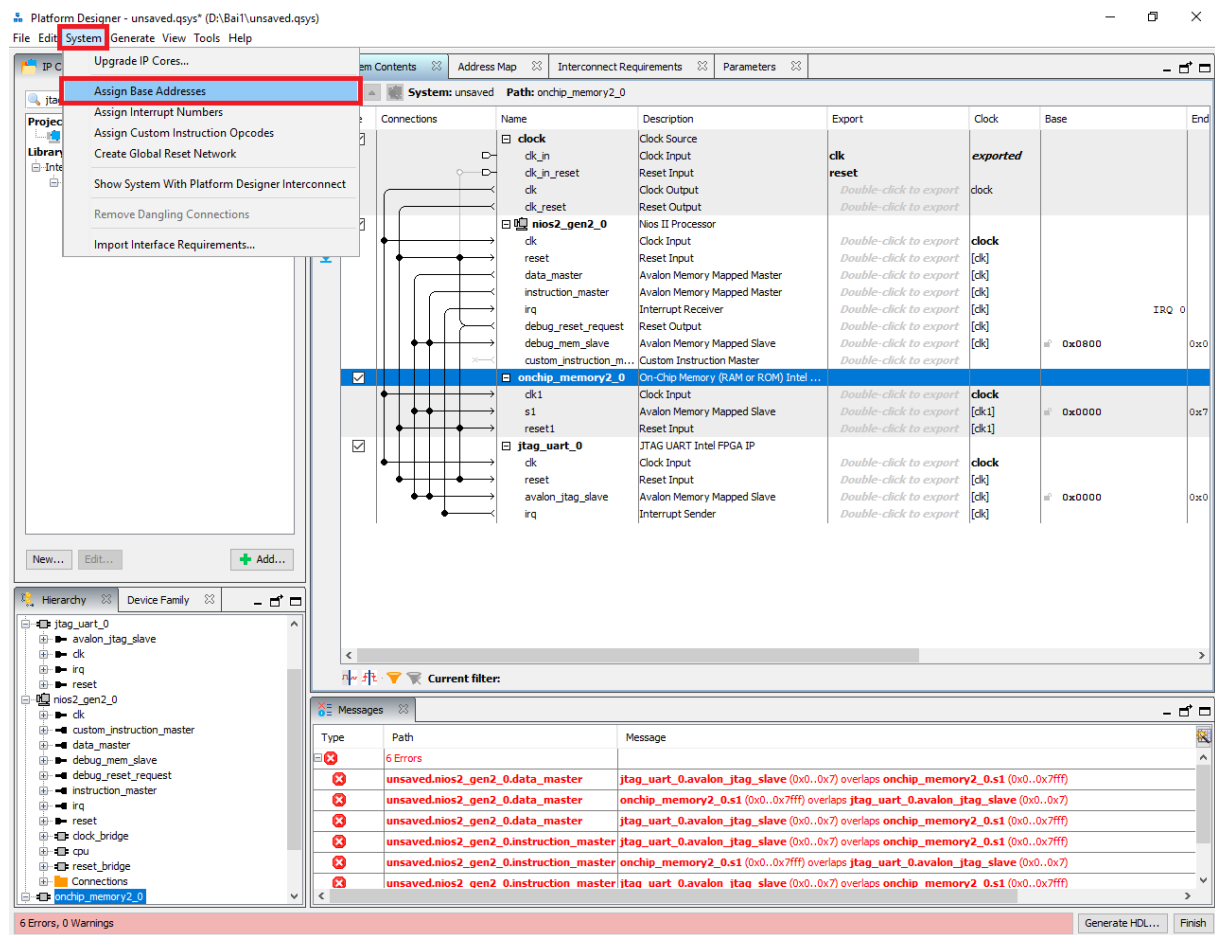 Platform Designer - unsaved.qsys* (D:\Bai1\unsaved.qsys)
File Edit System Generate View Tools Help
Upgrade IP Cores...
Assign Base Addresses
Assign Interrupt Numbers
Assign Custom Instruction Opcodes
Create Global Reset Network
Show System With Platform Designer Interconnect
Remove Dangling Connections
Import Interface Requirements...
IP C
jta
Projec
Library
Inte
New... Edit... Add...
em Contents Address Map Interconnect Requirements Parameters
System: unsaved Path: onchip_memory2_0
Connections Name Description Export Clock Base End
clock Clock Source
clk_in Clock Input clk exported
clk_in_reset Reset Input reset
clk Clock Output Double-click to export clock
clk_reset Reset Output Double-click to export
nios2_gen2_0 Nios II Processor
clk Clock Input Double-click to export clock
reset Reset Input Double-click to export [clk]
data_master Avalon Memory Mapped Master Double-click to export [clk]
instruction_master Avalon Memory Mapped Master Double-click to export [clk]
irq Interrupt Receiver Double-click to export [clk] IRQ 0
debug_reset_request Reset Output Double-click to export [clk]
debug_mem_slave Avalon Memory Mapped Slave Double-click to export [clk] 0x0800 0x0
custom_instruction_m... Custom Instruction Master Double-click to export
onchip_memory2_0 On-Chip Memory (RAM or ROM) Intel ...
clk1 Clock Input Double-click to export clock
s1 Avalon Memory Mapped Slave Double-click to export [clk1] 0x0000 0x7
reset1 Reset Input Double-click to export [clk1]
jtag_uart_0 JTAG UART Intel FPGA IP
clk Clock Input Double-click to export clock
reset Reset Input Double-click to export [clk]
avalon_jtag_slave Avalon Memory Mapped Slave Double-click to export [clk] 0x0000 0x0
irq Interrupt Sender Double-click to export [clk]
Current filter:
Hierarchy Device Family
jtag_uart_0
avalon_jtag_slave
clk
irq
reset
nios2_gen2_0
clk
custom_instruction_master
data_master
debug_mem_slave
debug_reset_request
instruction_master
irq
reset
clock_bridge
cpu
reset_bridge
Connections
onchip_memory2_0
Messages
Type Path Message
6 Errors
unsaved.nios2_gen2_0.data_master jtag_uart_0.avalon_jtag_slave (0x0..0x7) overlaps onchip_memory2_0.s1 (0x0..0x7fff)
unsaved.nios2_gen2_0.data_master onchip_memory2_0.s1 (0x0..0x7fff) overlaps jtag_uart_0.avalon_jtag_slave (0x0..0x7)
unsaved.nios2_gen2_0.data_master jtag_uart_0.avalon_jtag_slave (0x0..0x7) overlaps onchip_memory2_0.s1 (0x0..0x7fff)
unsaved.nios2_gen2_0.instruction_master jtag_uart_0.avalon_jtag_slave (0x0..0x7) overlaps onchip_memory2_0.s1 (0x0..0x7fff)
unsaved.nios2_gen2_0.instruction_master onchip_memory2_0.s1 (0x0..0x7fff) overlaps jtag_uart_0.avalon_jtag_slave (0x0..0x7)
unsaved.nios2_gen2_0.instruction_master jtag_uart_0.avalon_jtag_slave (0x0..0x7) overlaps onchip_memory2_0.s1 (0x0..0x7fff)
6 Errors, 0 Warnings
Generate HDL... Finish